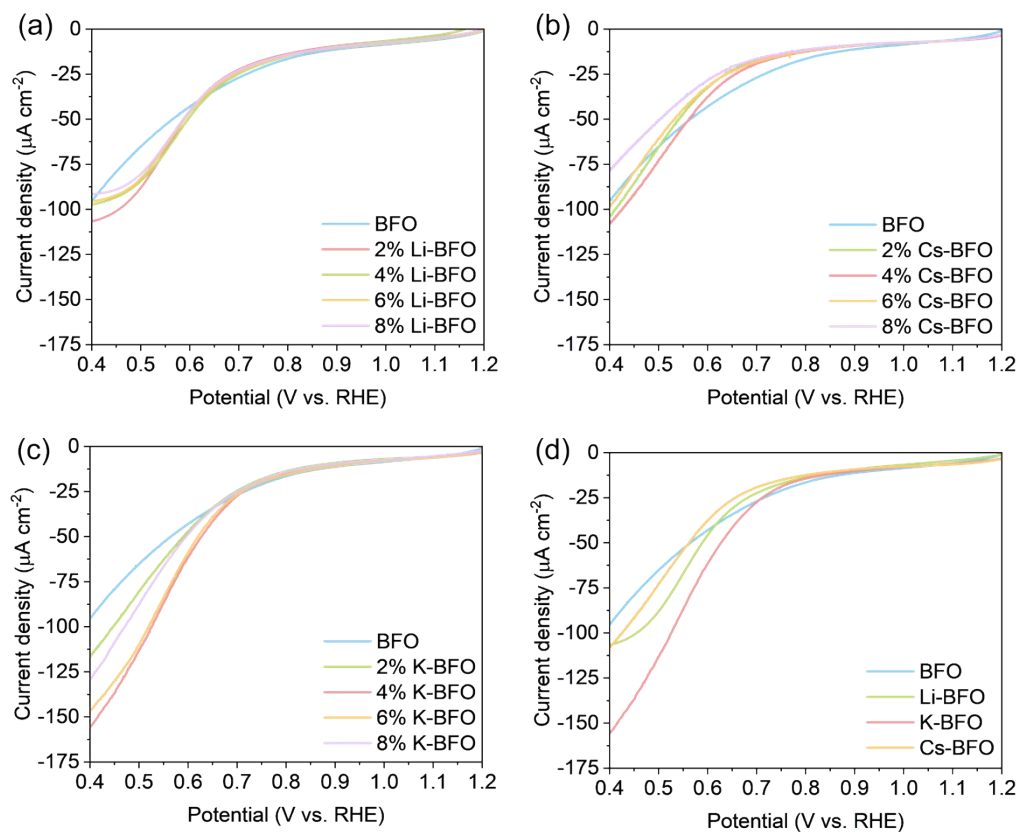 (a)
0
-25
-50
-75
-100
-125
-150
-175
Current density (µA cm⁻²)
BFO
2% Li-BFO
4% Li-BFO
6% Li-BFO
8% Li-BFO
0.4 0.5 0.6 0.7 0.8 0.9 1.0 1.1 1.2
Potential (V vs. RHE)
(b)
0
-25
-50
-75
-100
-125
-150
-175
Current density (µA cm⁻²)
BFO
2% Cs-BFO
4% Cs-BFO
6% Cs-BFO
8% Cs-BFO
0.4 0.5 0.6 0.7 0.8 0.9 1.0 1.1 1.2
Potential (V vs. RHE)
(c)
0
-25
-50
-75
-100
-125
-150
-175
Current density (µA cm⁻²)
BFO
2% K-BFO
4% K-BFO
6% K-BFO
8% K-BFO
0.4 0.5 0.6 0.7 0.8 0.9 1.0 1.1 1.2
Potential (V vs. RHE)
(d)
0
-25
-50
-75
-100
-125
-150
-175
Current density (µA cm⁻²)
BFO
Li-BFO
K-BFO
Cs-BFO
0.4 0.5 0.6 0.7 0.8 0.9 1.0 1.1 1.2
Potential (V vs. RHE)